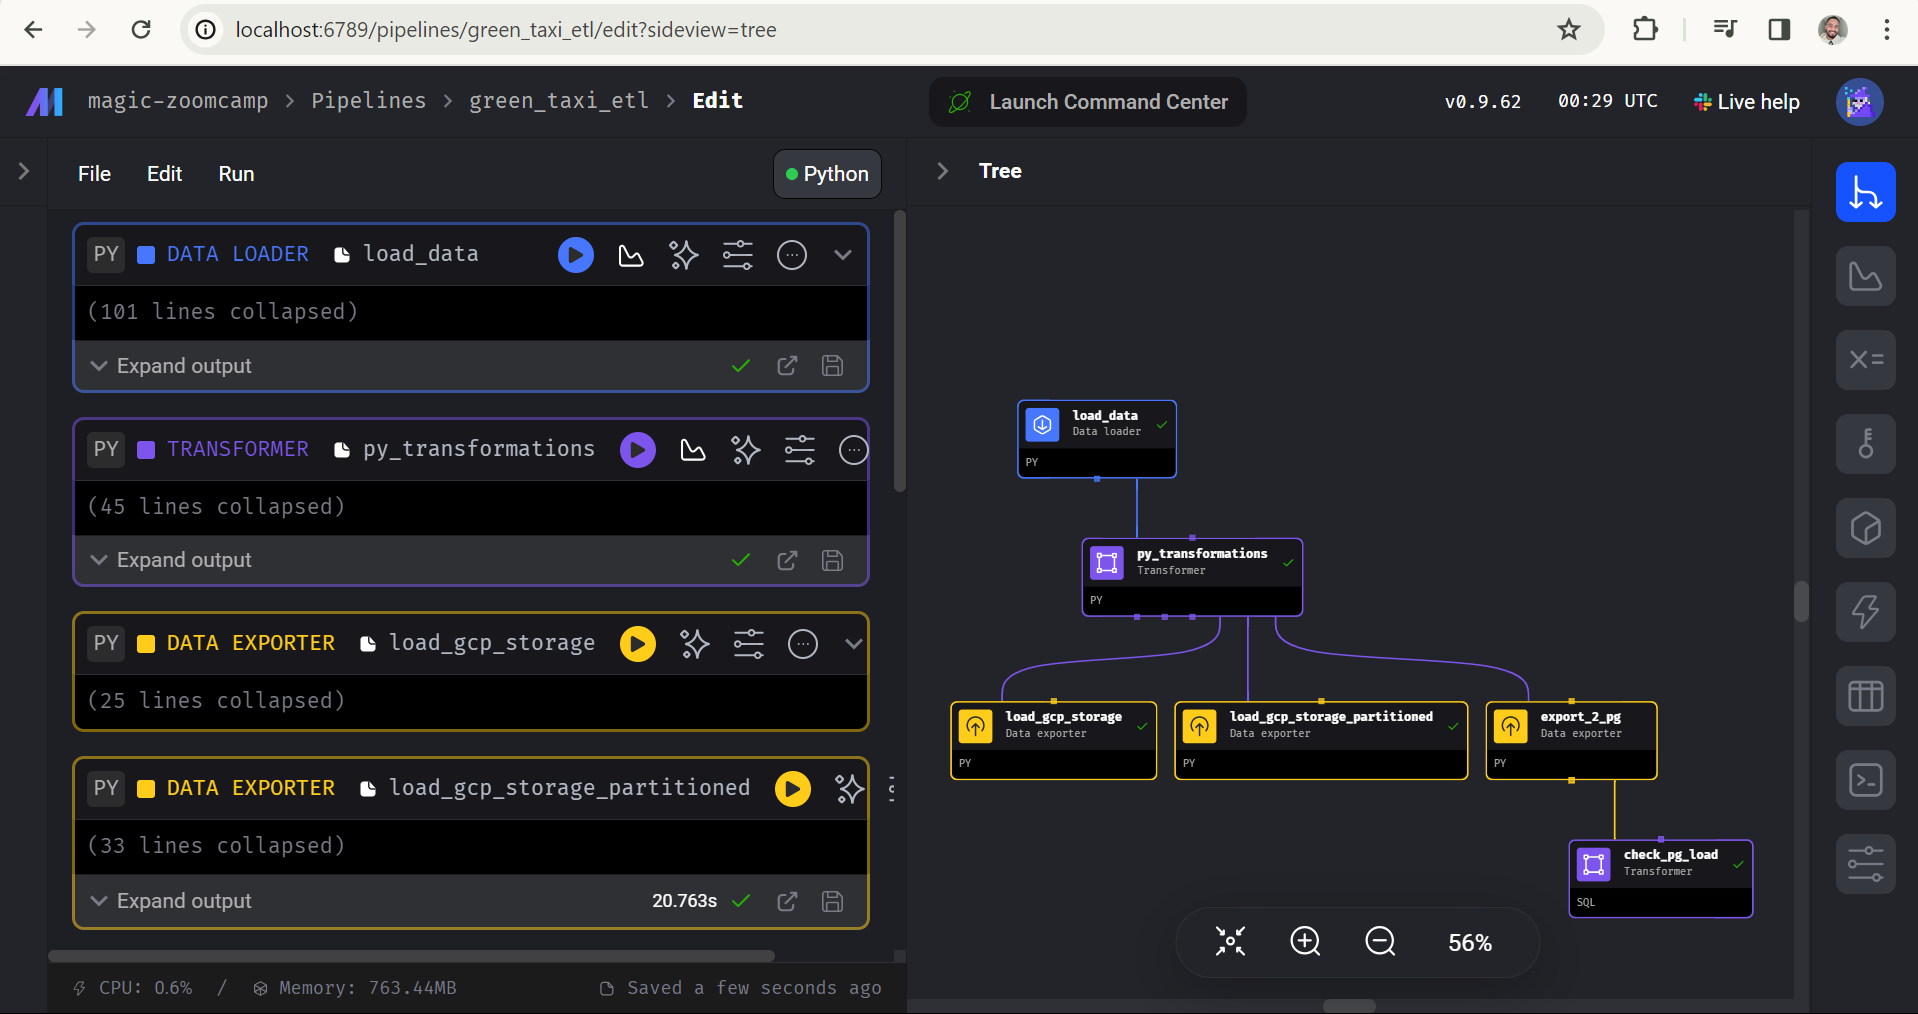 localhost:6789/pipelines/green_taxi_etl/edit?sideview=tree
magic-zoomcamp > Pipelines > green_taxi_etl > Edit
Launch Command Center
v0.9.62
00:29 UTC
Live help
File Edit Run
Python
Tree
PY DATA LOADER load_data
(101 lines collapsed)
Expand output
PY TRANSFORMER py_transformations
(45 lines collapsed)
Expand output
PY DATA EXPORTER load_gcp_storage
(25 lines collapsed)
PY DATA EXPORTER load_gcp_storage_partitioned
(33 lines collapsed)
Expand output 20.763s
CPU: 0.6% / Memory: 763.44MB
Saved a few seconds ago
load_data
Data loader
PY
py_transformations
Transformer
PY
load_gcp_storage
Data exporter
PY
load_gcp_storage_partitioned
Data exporter
PY
export_2_pg
Data exporter
PY
check_pg_load
Transformer
SQL
56%